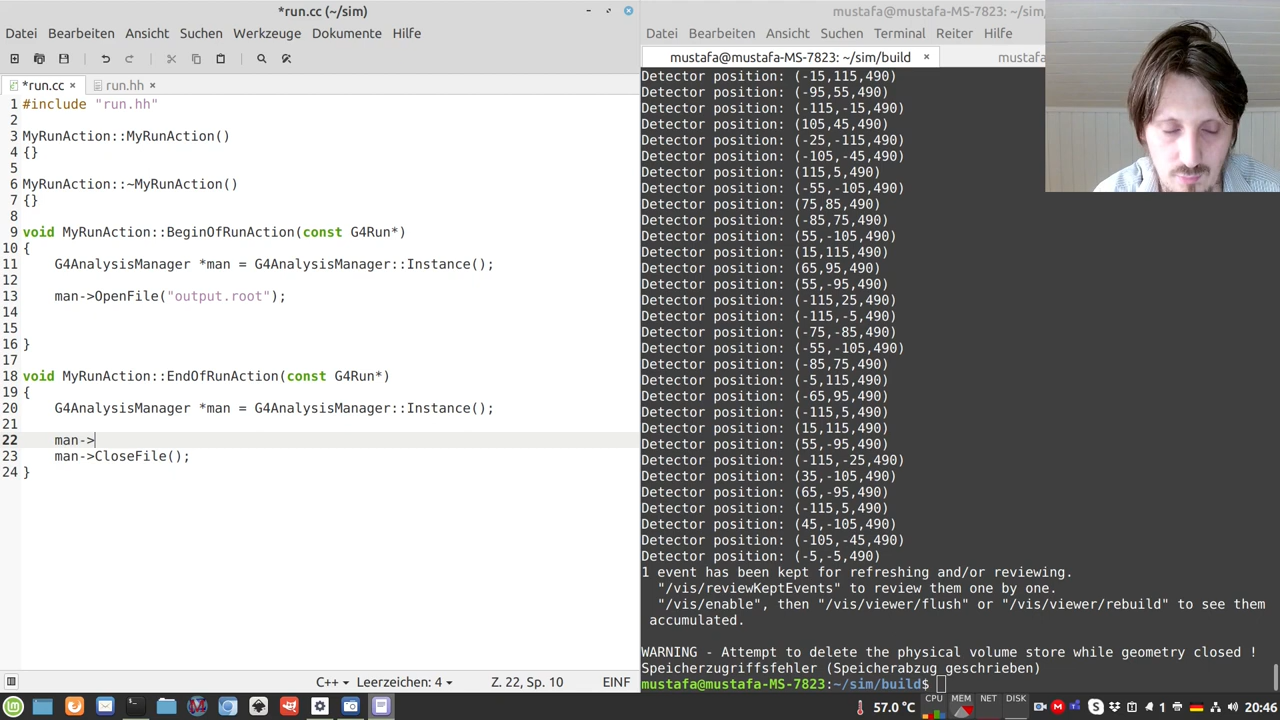 *run.cc (~/sim)
Datei Bearbeiten Ansicht Suchen Werkzeuge Dokumente Hilfe
*run.cc × run.hh ×
1 #include "run.hh"
2
3 MyRunAction::MyRunAction()
4 {}
5
6 MyRunAction::~MyRunAction()
7 {}
8
9 void MyRunAction::BeginOfRunAction(const G4Run*)
10 {
11 G4AnalysisManager *man = G4AnalysisManager::Instance();
12
13 man->OpenFile("output.root");
14
15
16 }
17
18 void MyRunAction::EndOfRunAction(const G4Run*)
19 {
20 G4AnalysisManager *man = G4AnalysisManager::Instance();
21
22 man->
23 man->CloseFile();
24 }
C++ Leerzeichen: 4 Z. 22, Sp. 10 EINF
mustafa@mustafa-MS-7823: ~/sim/
Datei Bearbeiten Ansicht Suchen Terminal Reiter Hilfe
mustafa@mustafa-MS-7823: ~/sim/build × mustafa
Detector position: (-15,115,490)
Detector position: (-95,55,490)
Detector position: (-115,-15,490)
Detector position: (105,45,490)
Detector position: (-25,-115,490)
Detector position: (-105,-45,490)
Detector position: (115,5,490)
Detector position: (-55,-105,490)
Detector position: (75,85,490)
Detector position: (-85,75,490)
Detector position: (55,-105,490)
Detector position: (15,115,490)
Detector position: (65,95,490)
Detector position: (55,-95,490)
Detector position: (-115,25,490)
Detector position: (-115,-5,490)
Detector position: (-75,-85,490)
Detector position: (-55,-105,490)
Detector position: (-85,75,490)
Detector position: (-5,115,490)
Detector position: (-65,95,490)
Detector position: (-115,5,490)
Detector position: (15,115,490)
Detector position: (55,-95,490)
Detector position: (-115,-25,490)
Detector position: (35,-105,490)
Detector position: (65,-95,490)
Detector position: (-115,5,490)
Detector position: (45,-105,490)
Detector position: (-105,-45,490)
Detector position: (-5,-5,490)
1 event has been kept for refreshing and/or reviewing.
"/vis/reviewKeptEvents" to review them one by one.
"/vis/enable", then "/vis/viewer/flush" or "/vis/viewer/rebuild" to see them
accumulated.
WARNING - Attempt to delete the physical volume store while geometry closed !
Speicherzugriffsfehler (Speicherabzug geschrieben)
mustafa@mustafa-MS-7823:~/sim/build$
57.0°C CPU MEM NET DISK 1 20:46